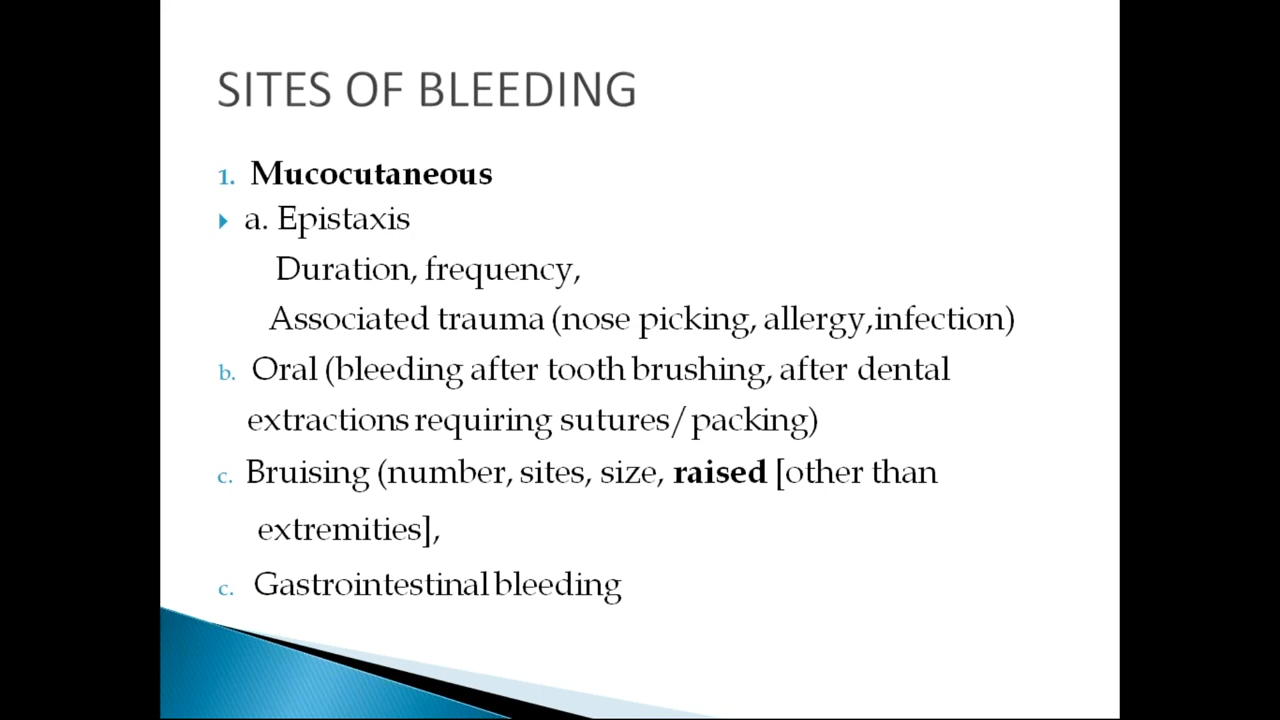 SITES OF BLEEDING
1. Mucocutaneous
a. Epistaxis
Duration, frequency,
Associated trauma (nose picking, allergy,infection)
b. Oral (bleeding after tooth brushing, after dental
extractions requiring sutures/packing)
c. Bruising (number, sites, size, raised [other than
extremities],
c. Gastrointestinal bleeding